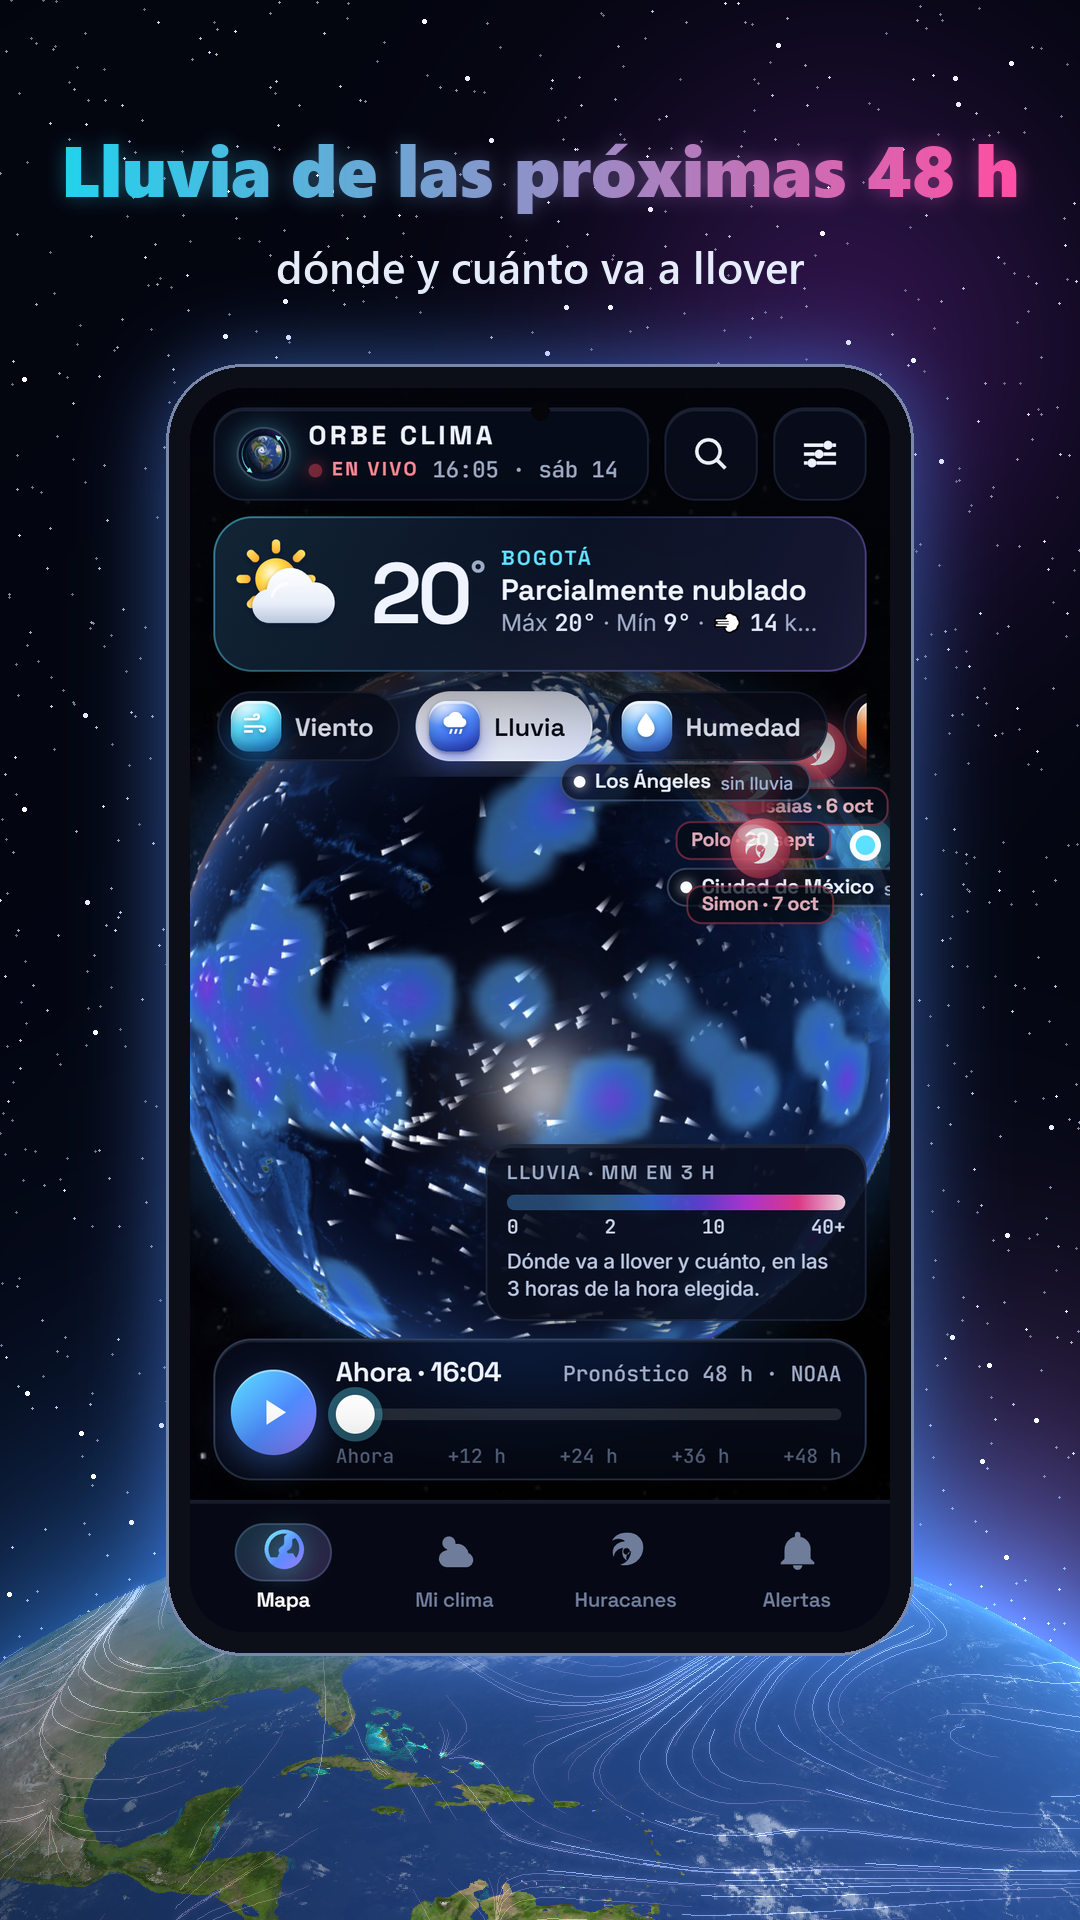 Lluvia de las próximas 48 h
dónde y cuánto va a llover
ORBE CLIMA
EN VIVO 16:05 · sáb 14
BOGOTÁ
20°
Parcialmente nublado
Máx 20° · Mín 9° · 14 k...
Viento
Lluvia
Humedad
Los Ángeles sin lluvia
Isaias · 6 oct
Polo · 20 sept
Ciudad de México s
Simon · 7 oct
LLUVIA · MM EN 3 H
0 2 10 40+
Dónde va a llover y cuánto, en las
3 horas de la hora elegida.
Ahora · 16:04 Pronóstico 48 h · NOAA
Ahora +12 h +24 h +36 h +48 h
Mapa Mi clima Huracanes Alertas